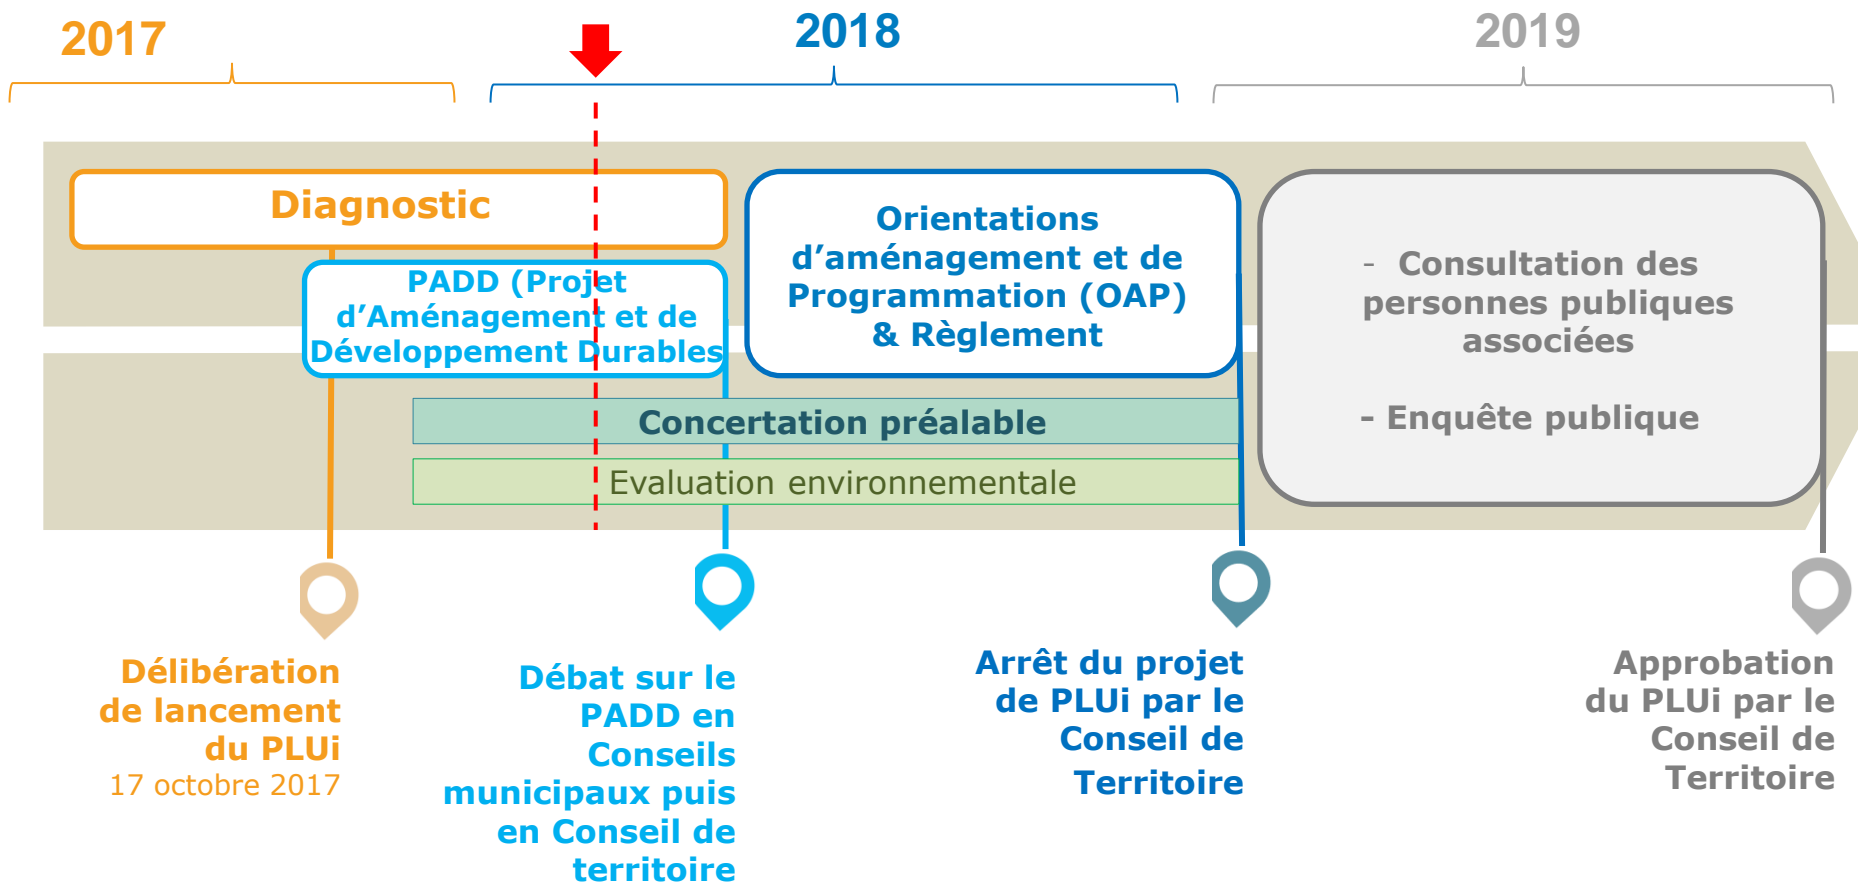 2017
2018
2019
Diagnostic
PADD (Projet
d’Aménagement et de
Développement Durables
Orientations
d’aménagement et de
Programmation (OAP)
& Règlement
- Consultation des
personnes publiques
associées
- Enquête publique
Concertation préalable
Evaluation environnementale
Délibération
de lancement
du PLUi
17 octobre 2017
Débat sur le
PADD en
Conseils
municipaux puis
en Conseil de
territoire
Arrêt du projet
de PLUi par le
Conseil de
Territoire
Approbation
du PLUi par le
Conseil de
Territoire